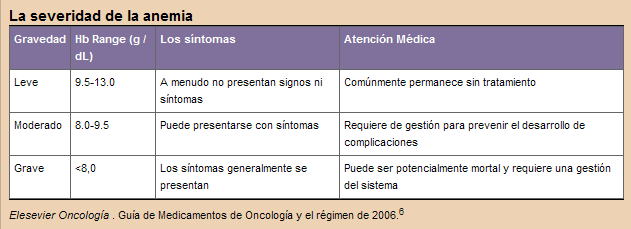 La severidad de la anemia
Gravedad Hb Range (g / dL) Los síntomas Atención Médica
Leve 9.5-13.0 A menudo no presentan signos ni síntomas Comúnmente permanece sin tratamiento
Moderado 8.0-9.5 Puede presentarse con síntomas Requiere de gestión para prevenir el desarrollo de complicaciones
Grave <8,0 Los síntomas generalmente se presentan Puede ser potencialmente mortal y requiere una gestión del sistema
Elesevier Oncología . Guía de Medicamentos de Oncología y el régimen de 2006.6